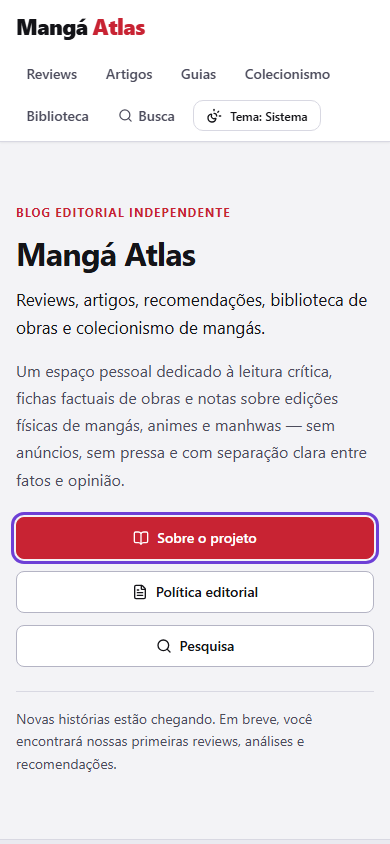 Mangá Atlas
Reviews Artigos Guias Colecionismo
Biblioteca Busca Tema: Sistema
BLOG EDITORIAL INDEPENDENTE
Mangá Atlas
Reviews, artigos, recomendações, biblioteca de
obras e colecionismo de mangás.
Um espaço pessoal dedicado à leitura crítica,
fichas factuais de obras e notas sobre edições
físicas de mangás, animes e manhwas — sem
anúncios, sem pressa e com separação clara entre
fatos e opinião.
Sobre o projeto
Política editorial
Pesquisa
Novas histórias estão chegando. Em breve, você
encontrará nossas primeiras reviews, análises e
recomendações.